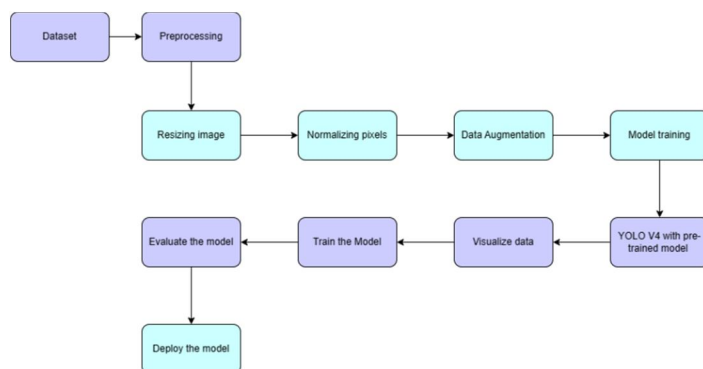 Dataset
Preprocessing
Resizing image
Normalizing pixels
Data Augmentation
Model training
YOLO V4 with pre-
trained model
Visualize data
Train the Model
Evaluate the model
Deploy the model